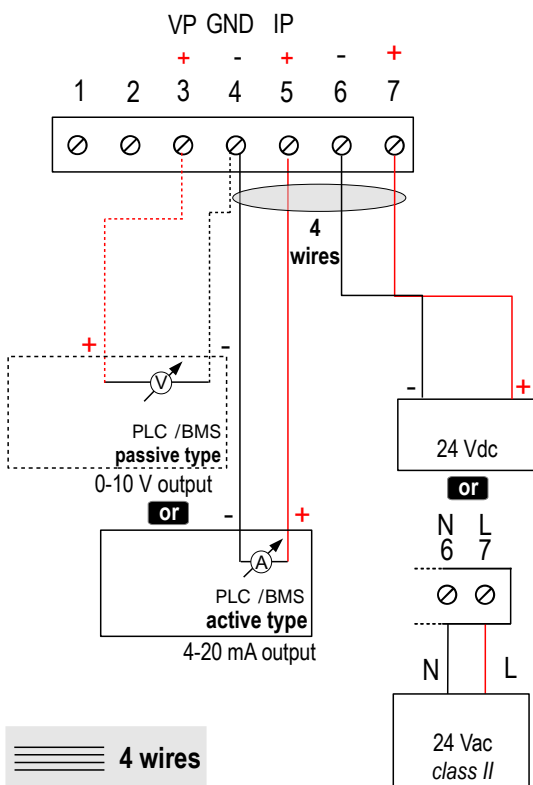 VP GND IP
+ - + - +
1 2 3 4 5 6 7
4
wires
+ -
V
PLC /BMS
passive type
0-10 V output
or
- +
A
PLC /BMS
active type
4-20 mA output
- +
24 Vdc
or
N L
6 7
N L
24 Vac
class II
4 wires